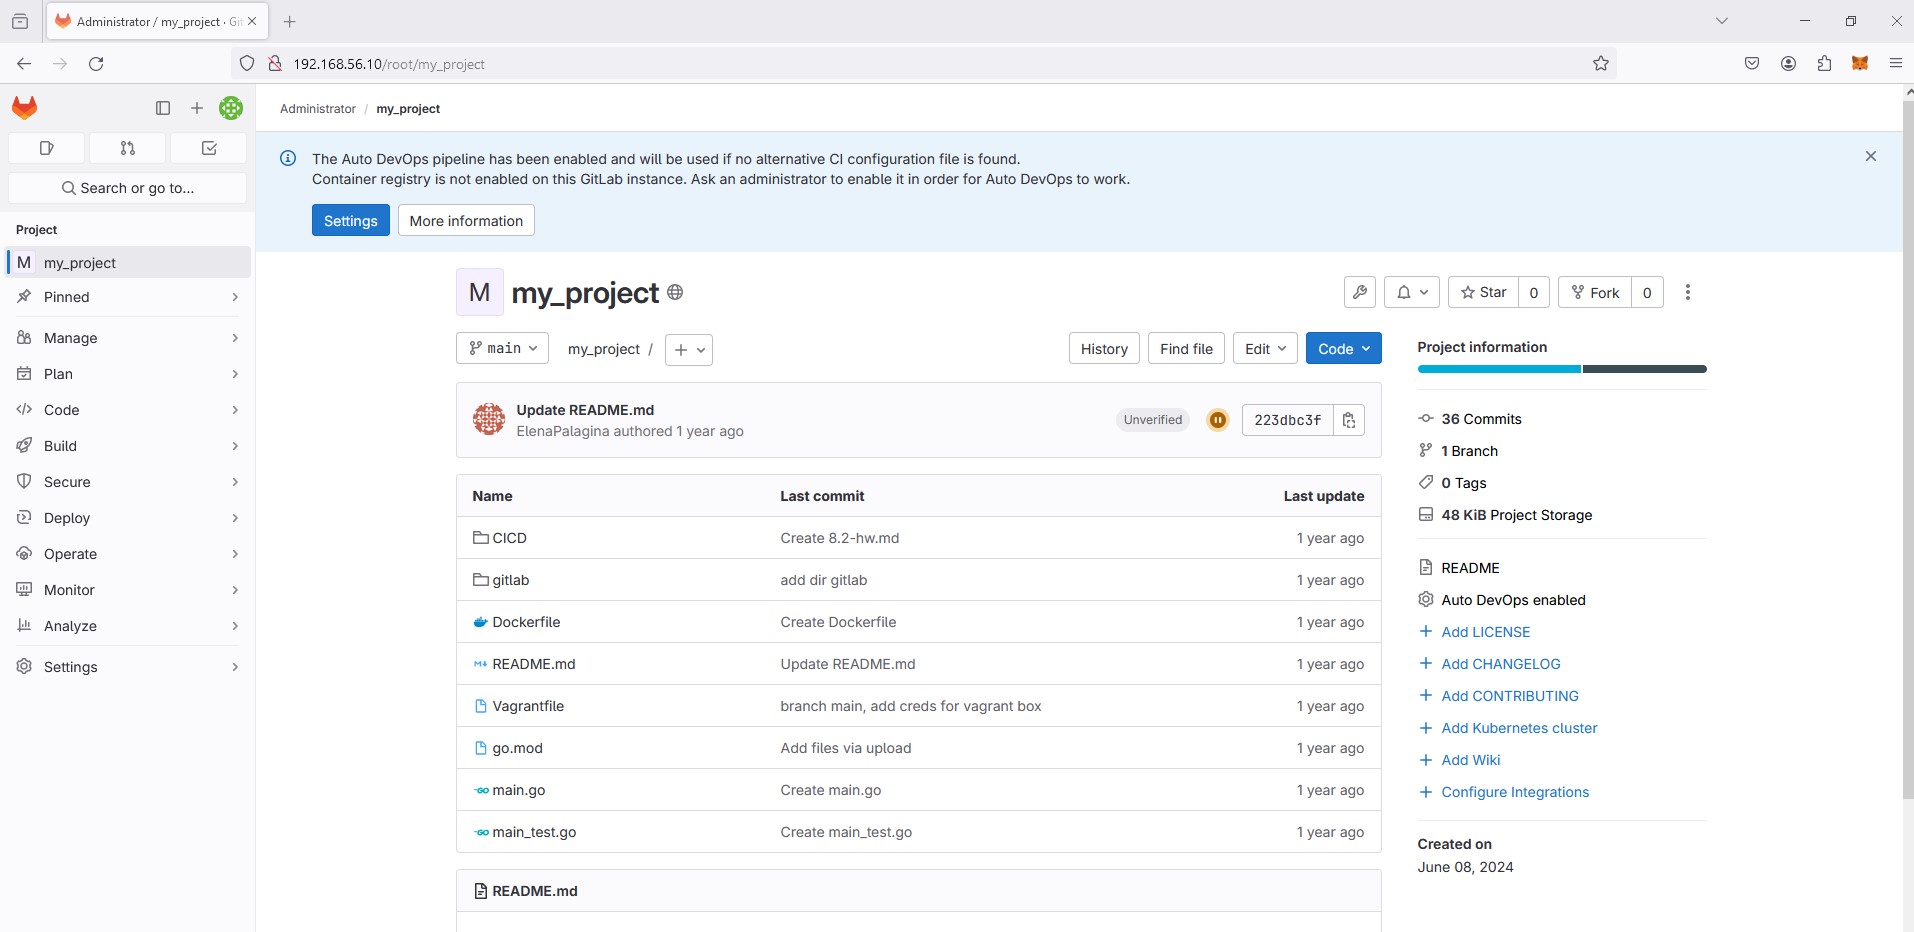 Administrator / my_project · Git
192.168.56.10/root/my_project
Search or go to...
Project
M my_project
Pinned
Manage
Plan
Code
Build
Secure
Deploy
Operate
Monitor
Analyze
Settings
Administrator / my_project
The Auto DevOps pipeline has been enabled and will be used if no alternative CI configuration file is found.
Container registry is not enabled on this GitLab instance. Ask an administrator to enable it in order for Auto DevOps to work.
Settings More information
M my_project
Star 0 Fork 0
main my_project / History Find file Edit Code
Update README.md
ElenaPalagina authored 1 year ago
Unverified 223dbc3f
Name Last commit Last update
CICD Create 8.2-hw.md 1 year ago
gitlab add dir gitlab 1 year ago
Dockerfile Create Dockerfile 1 year ago
README.md Update README.md 1 year ago
Vagrantfile branch main, add creds for vagrant box 1 year ago
go.mod Add files via upload 1 year ago
main.go Create main.go 1 year ago
main_test.go Create main_test.go 1 year ago
README.md
Project information
36 Commits
1 Branch
0 Tags
48 KiB Project Storage
README
Auto DevOps enabled
Add LICENSE
Add CHANGELOG
Add CONTRIBUTING
Add Kubernetes cluster
Add Wiki
Configure Integrations
Created on
June 08, 2024